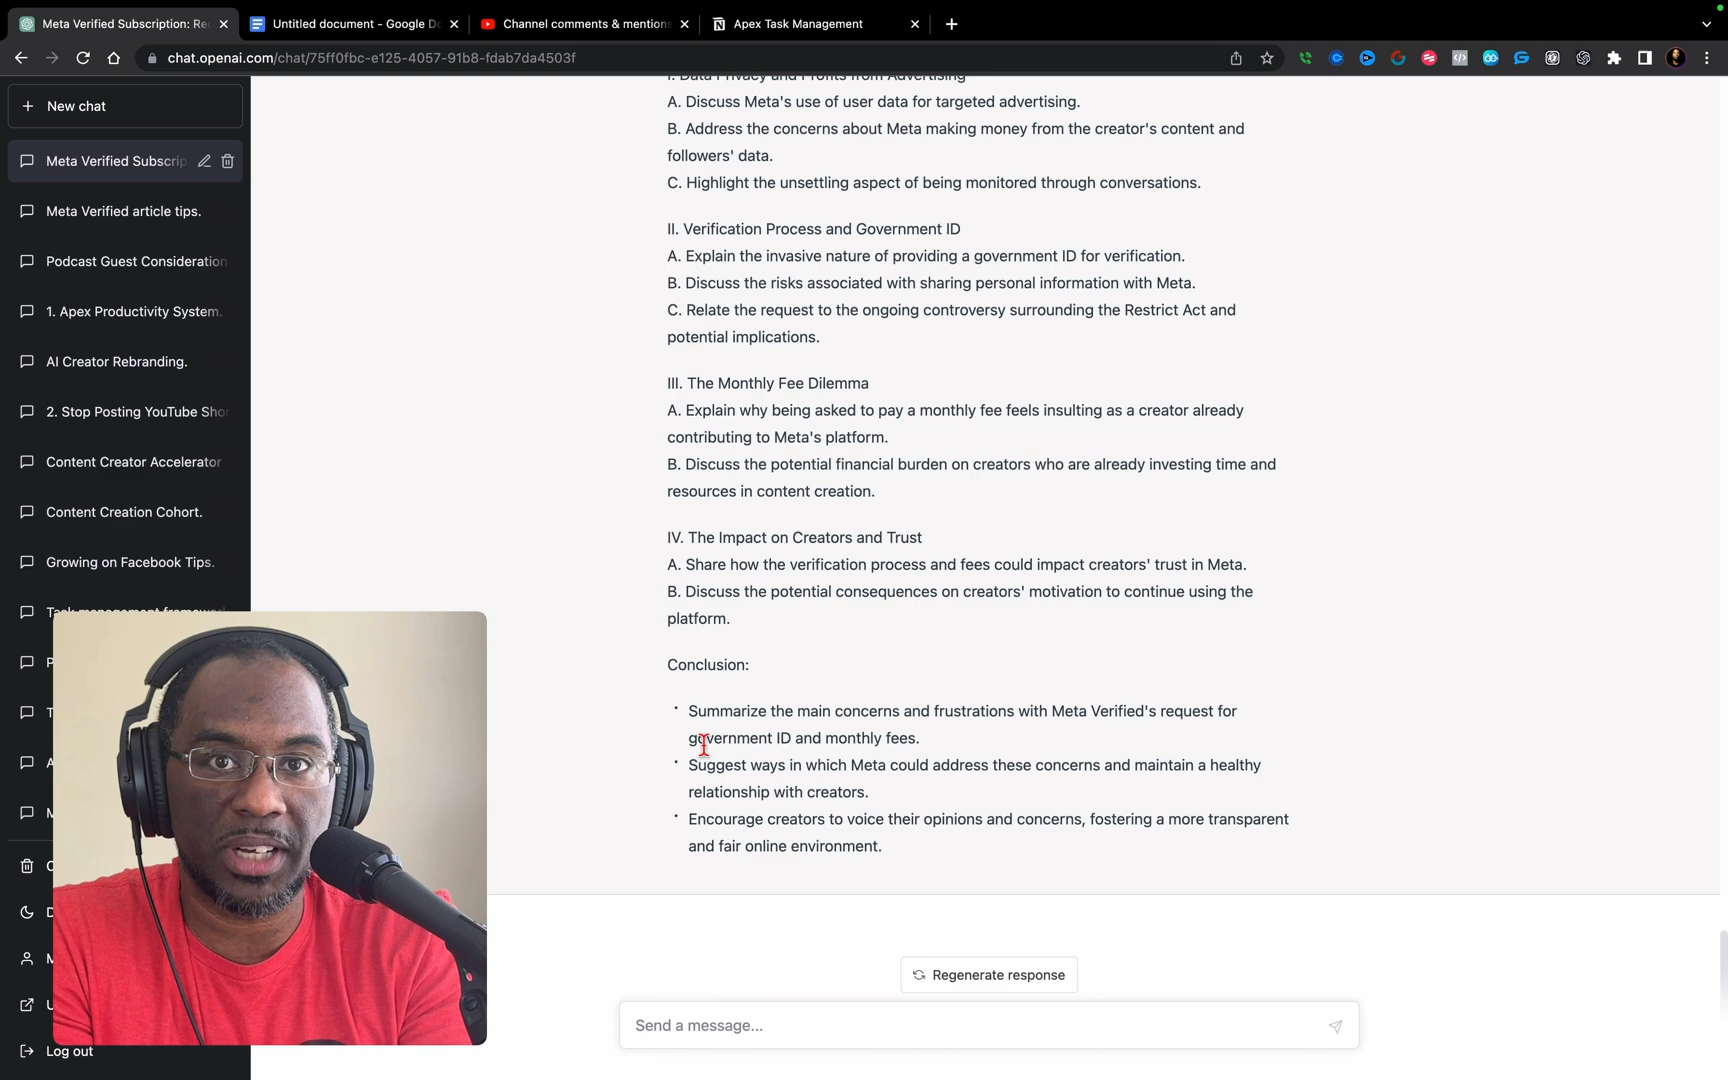 Meta Verified Subscription: Re
Untitled document - Google D
Channel comments & mention
Apex Task Management
chat.openai.com/chat/75ff0fbc-e125-4057-91b8-fdab7da4503f
New chat
Meta Verified Subscrip
Meta Verified article tips.
Podcast Guest Consideration
1. Apex Productivity System.
AI Creator Rebranding.
2. Stop Posting YouTube Sho
Content Creator Accelerator
Content Creation Cohort.
Growing on Facebook Tips.
Task management framewor
P
T
A
M
C
D
M
U
Log out
I. Data Privacy and Profits from Advertising
A. Discuss Meta's use of user data for targeted advertising.
B. Address the concerns about Meta making money from the creator's content and
followers' data.
C. Highlight the unsettling aspect of being monitored through conversations.
II. Verification Process and Government ID
A. Explain the invasive nature of providing a government ID for verification.
B. Discuss the risks associated with sharing personal information with Meta.
C. Relate the request to the ongoing controversy surrounding the Restrict Act and
potential implications.
III. The Monthly Fee Dilemma
A. Explain why being asked to pay a monthly fee feels insulting as a creator already
contributing to Meta's platform.
B. Discuss the potential financial burden on creators who are already investing time and
resources in content creation.
IV. The Impact on Creators and Trust
A. Share how the verification process and fees could impact creators' trust in Meta.
B. Discuss the potential consequences on creators' motivation to continue using the
platform.
Conclusion:
• Summarize the main concerns and frustrations with Meta Verified's request for
government ID and monthly fees.
• Suggest ways in which Meta could address these concerns and maintain a healthy
relationship with creators.
• Encourage creators to voice their opinions and concerns, fostering a more transparent
and fair online environment.
Regenerate response
Send a message...